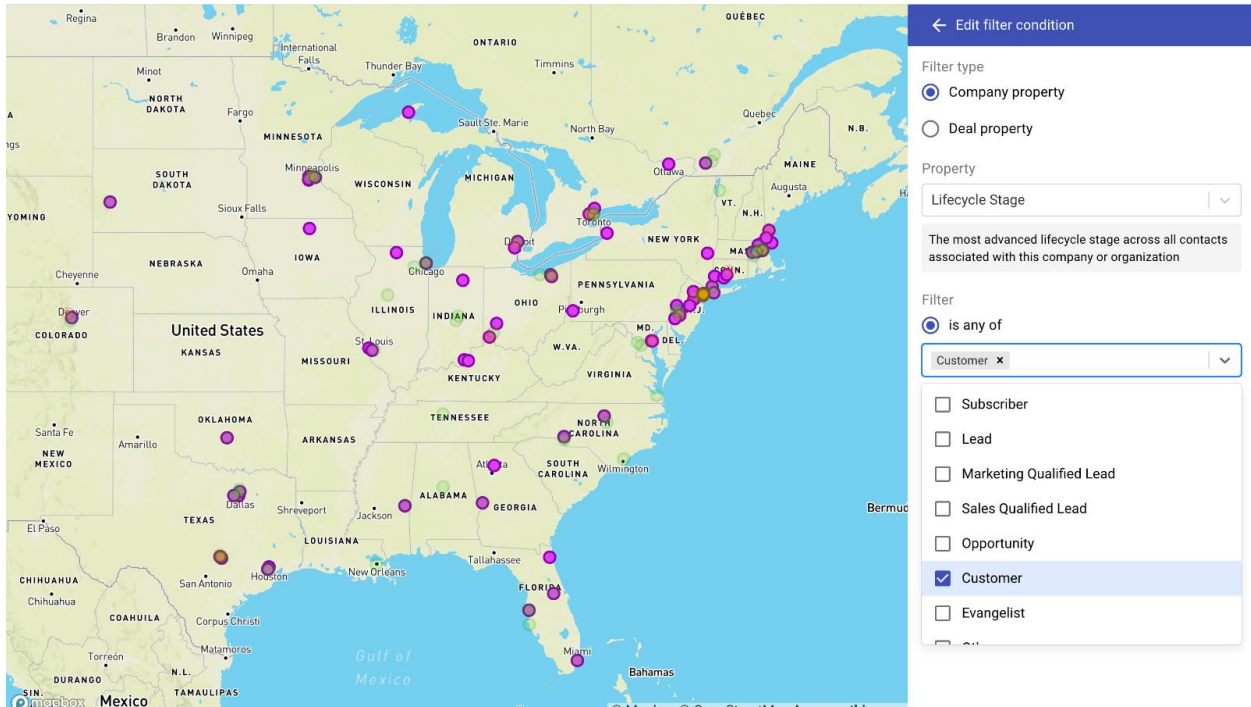 Regina
Brandon
Winnipeg
International
Falls
Thunder Bay
ONTARIO
Timmins
QUÉBEC
Minot
NORTH
DAKOTA
Fargo
MINNESOTA
Sault Ste. Marie
North Bay
Quebec
N.B.
Minneapolis
SOUTH
DAKOTA
WISCONSIN
MICHIGAN
Ottawa
MAINE
Augusta
VT.
N.H.
YOMING
Sioux Falls
Toronto
NEW YORK
IOWA
NEBRASKA
Omaha
Chicago
CONN.
Cheyenne
PENNSYLVANIA
Denver
COLORADO
United States
KANSAS
ILLINOIS
INDIANA
OHIO
Pittsburgh
N.J.
MD.
DEL.
MISSOURI
St. Louis
W.VA.
KENTUCKY
VIRGINIA
Santa Fe
NEW
MEXICO
Amarillo
OKLAHOMA
ARKANSAS
TENNESSEE
NORTH
CAROLINA
Atlanta
SOUTH
CAROLINA
Wilmington
El Paso
TEXAS
Dallas
Shreveport
Jackson
ALABAMA
GEORGIA
Bermud
LOUISIANA
Tallahassee
CHIHUAHUA
Chihuahua
San Antonio
Houston
New Orleans
FLORIDA
COAHUILA
Corpus Christi
Torreón
DURANGO
N.L.
Matamoros
TAMAULIPAS
Gulf of
Mexico
Miami
Bahamas
SIN.
mapbox
Mexico
Edit filter condition
Filter type
Company property
Deal property
Property
Lifecycle Stage
The most advanced lifecycle stage across all contacts
associated with this company or organization
Filter
is any of
Customer ×
Subscriber
Lead
Marketing Qualified Lead
Sales Qualified Lead
Opportunity
Customer
Evangelist